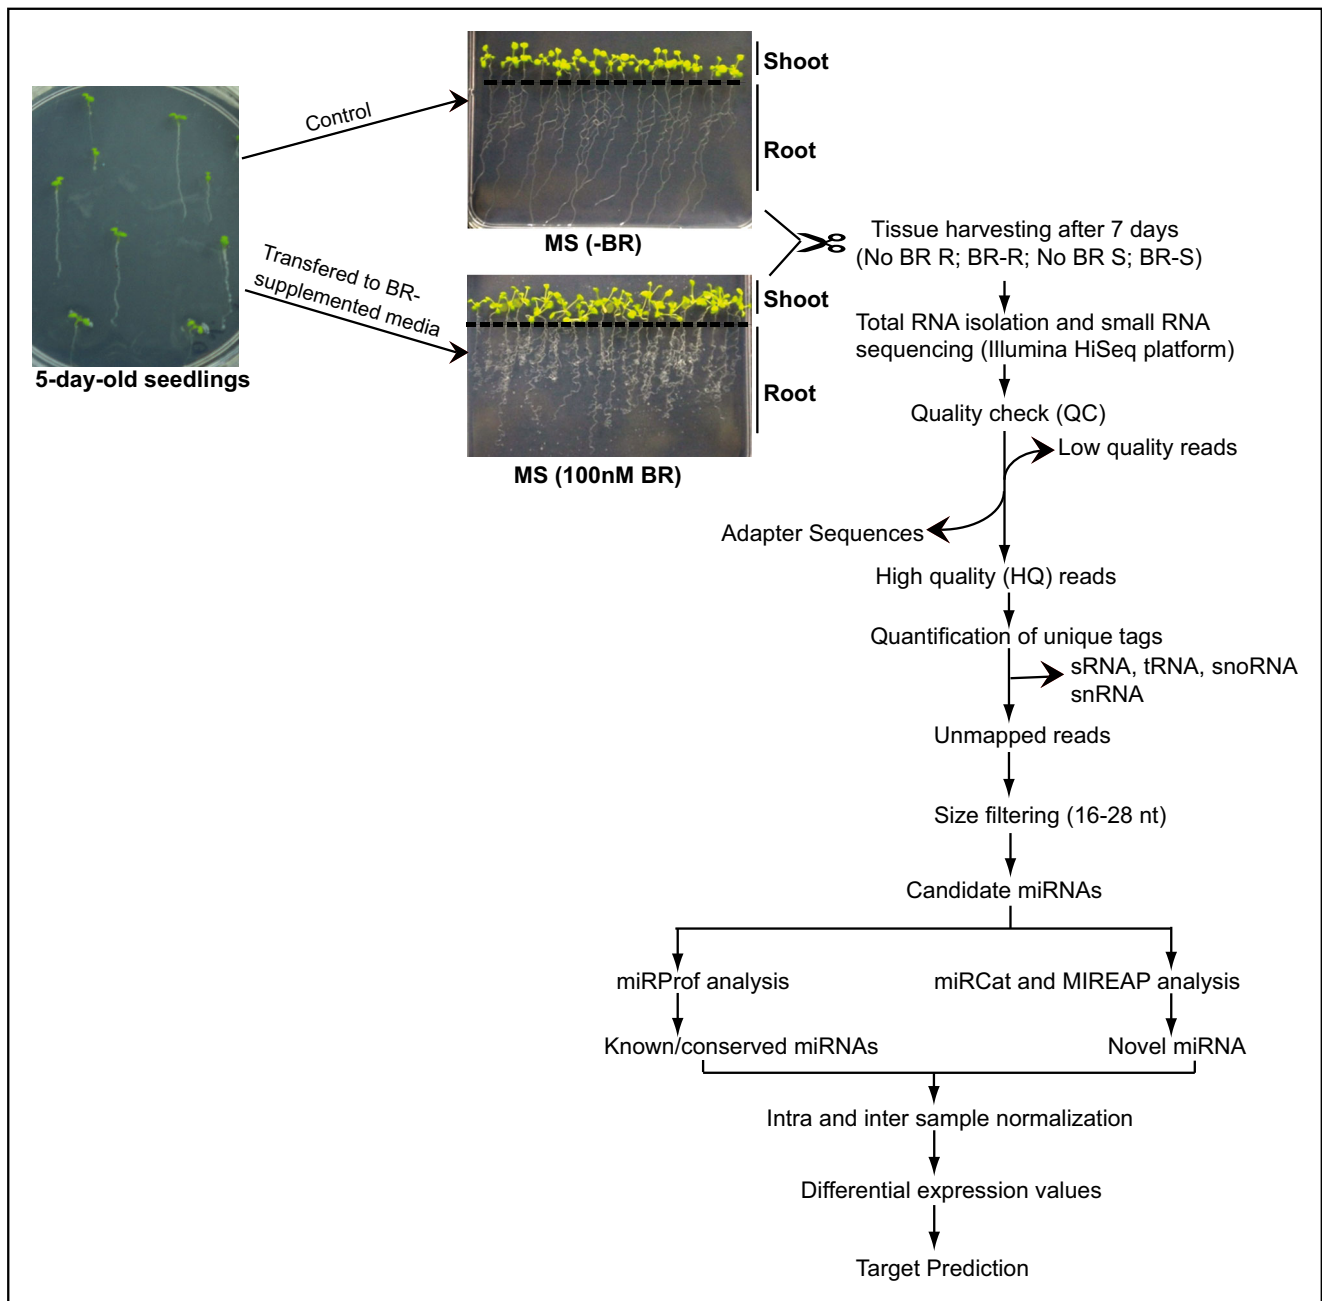 Shoot
Control
Root
MS (-BR)
5-day-old seedlings
Transfered to BR-
supplemented media
Shoot
Root
MS (100nM BR)
Tissue harvesting after 7 days
(No BR R; BR-R; No BR S; BR-S)
Total RNA isolation and small RNA
sequencing (Illumina HiSeq platform)
Quality check (QC)
Low quality reads
Adapter Sequences
High quality (HQ) reads
Quantification of unique tags
sRNA, tRNA, snoRNA
snRNA
Unmapped reads
Size filtering (16-28 nt)
Candidate miRNAs
miRProf analysis
miRCat and MIREAP analysis
Known/conserved miRNAs
Novel miRNA
Intra and inter sample normalization
Differential expression values
Target Prediction